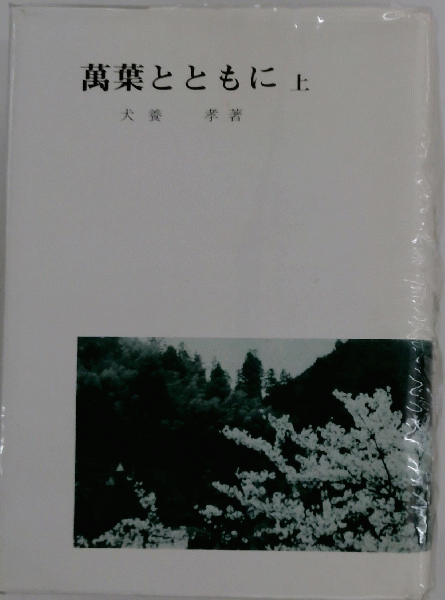 萬葉とともに 上
犬養 孝著